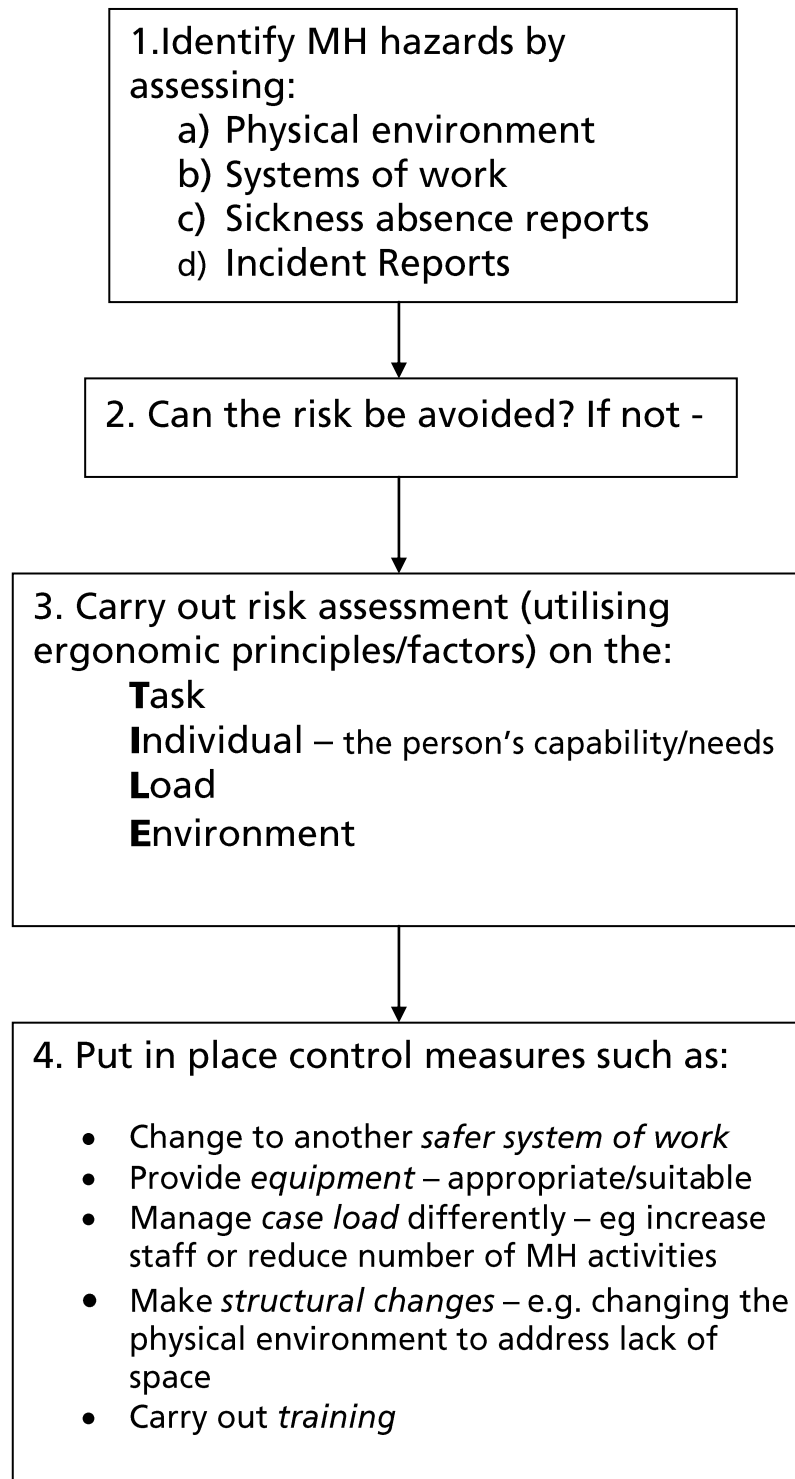 1.Identify MH hazards by
assessing:
a) Physical environment
b) Systems of work
c) Sickness absence reports
d) Incident Reports
2. Can the risk be avoided? If not -
3. Carry out risk assessment (utilising
ergonomic principles/factors) on the:
Task
Individual – the person’s capability/needs
Load
Environment
4. Put in place control measures such as:
• Change to another safer system of work
• Provide equipment – appropriate/suitable
• Manage case load differently – eg increase
staff or reduce number of MH activities
• Make structural changes – e.g. changing the
physical environment to address lack of
space
• Carry out training